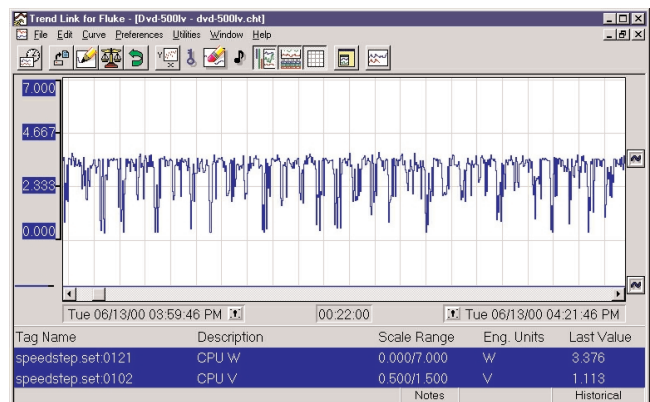 Trend Link for Fluke - [Dvd-500lv - dvd-500lv.cht]
File Edit Curve Preferences Utilities Window Help
7.000
4.667
2.333
0.000
Tue 06/13/00 03:59:46 PM 00:22:00 Tue 06/13/00 04:21:46 PM
Tag Name Description Scale Range Eng. Units Last Value
speedstep.set:0121 CPU W 0.000/7.000 W 3.376
speedstep.set:0102 CPU V 0.500/1.500 V 1.113
Notes Historical